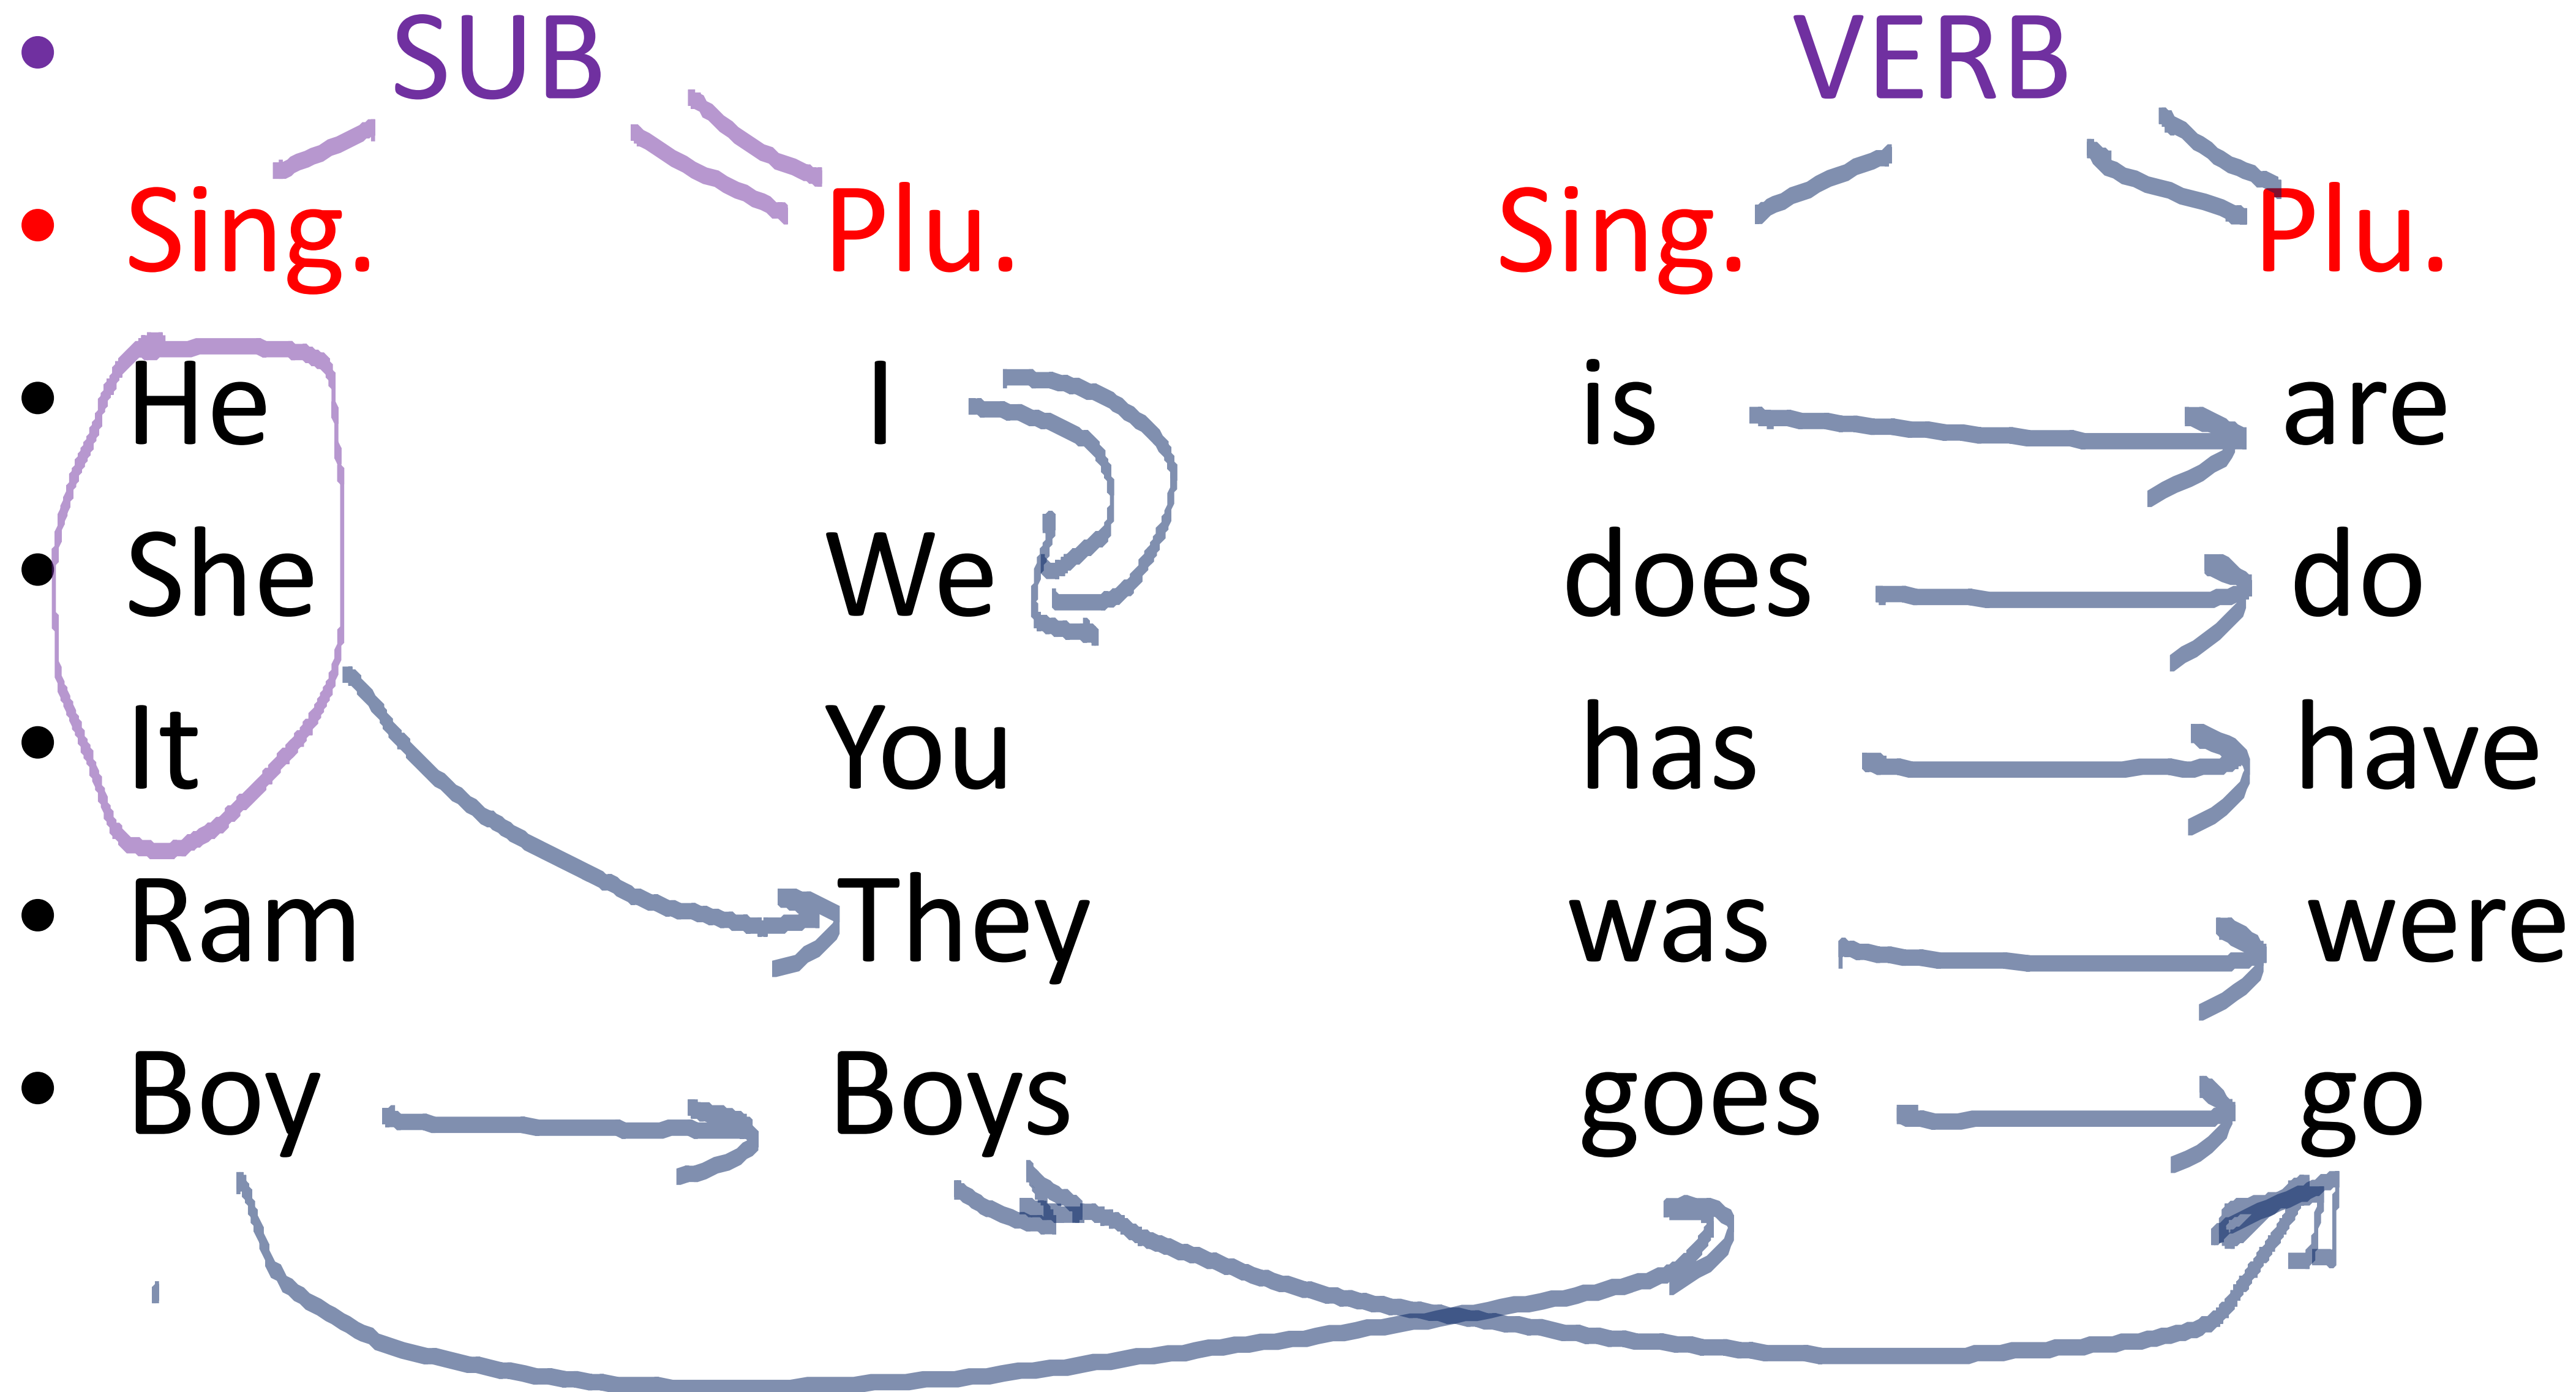 • SUB VERB
• Sing. Plu. Sing. Plu.
• He I is are
• She We does do
• It You has have
• Ram They was were
• Boy Boys goes go